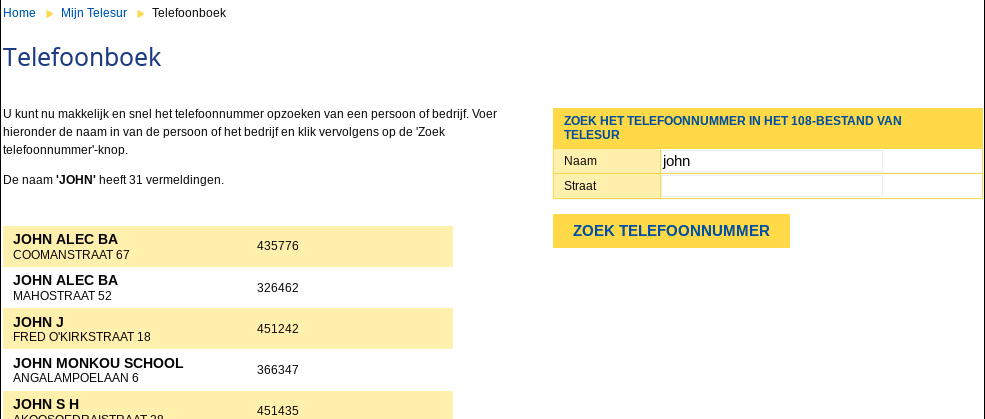 Home Mijn Telesur Telefoonboek
Telefoonboek
U kunt nu makkelijk en snel het telefoonnummer opzoeken van een persoon of bedrijf. Voer
hieronder de naam in van de persoon of het bedrijf en klik vervolgens op de 'Zoek
telefoonnummer'-knop.
De naam 'JOHN' heeft 31 vermeldingen.
JOHN ALEC BA
COOMANSTRAAT 67
435776
JOHN ALEC BA
MAHOSTRAAT 52
326462
JOHN J
FRED O'KIRKSTRAAT 18
451242
JOHN MONKOU SCHOOL
ANGALAMPOELAAN 6
366347
JOHN S H
451435
ZOEK HET TELEFOONNUMMER IN HET 108-BESTAND VAN
TELESUR
Naam john
Straat
ZOEK TELEFOONNUMMER